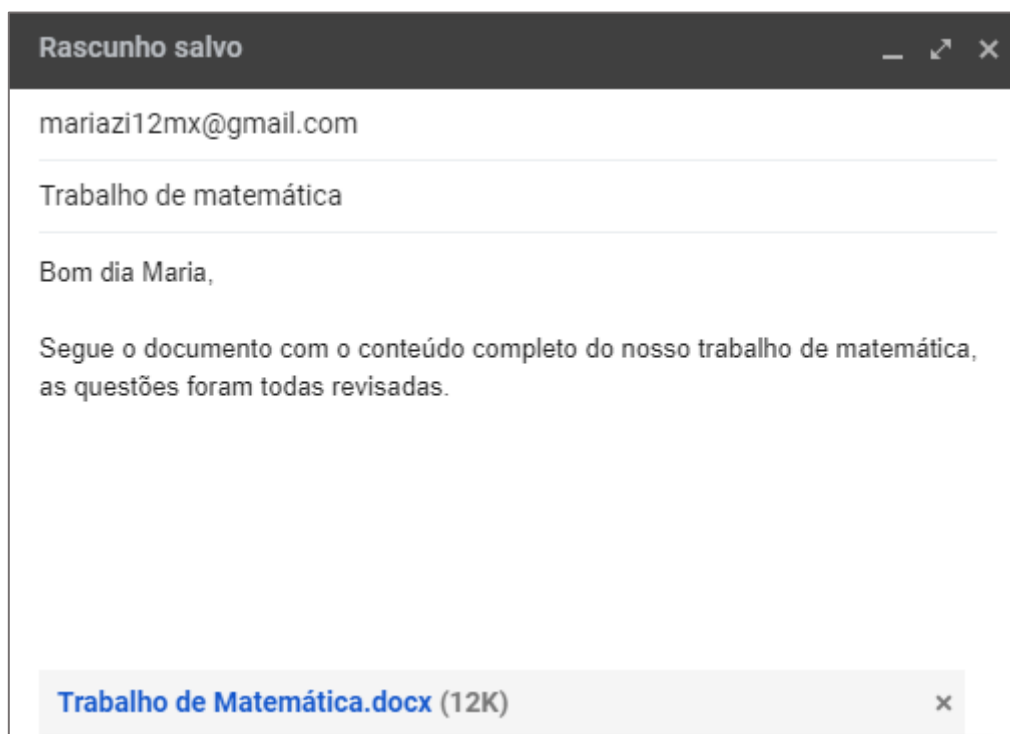 Rascunho salvo
mariazi12mx@gmail.com
Trabalho de matemática
Bom dia Maria,
Segue o documento com o conteúdo completo do nosso trabalho de matemática,
as questões foram todas revisadas.
Trabalho de Matemática.docx (12K)